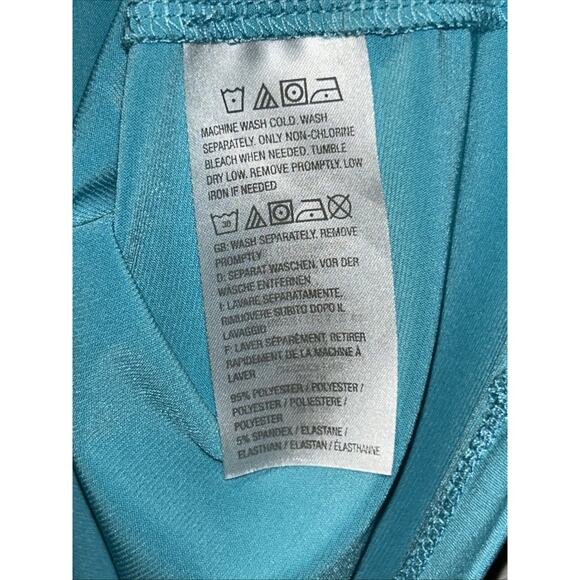 MACHINE WASH COLD. WASH
SEPARATELY. ONLY NON-CHLORINE
BLEACH WHEN NEEDED. TUMBLE
DRY LOW. REMOVE PROMPTLY. LOW
IRON IF NEEDED
30
GB: WASH SEPARATELY. REMOVE
PROMPTLY
D: SEPARAT WASCHEN, VOR DER
WÄSCHE ENTFERNEN
I: LAVARE SEPARATAMENTE,
RIMUOVERE SUBITO DOPO IL
LAVAGGIO
F: LAVER SÉPARÉMENT, RETIRER
RAPIDEMENT DE LA MACHINE À
LAVER
95% POLYESTER / POLYESTER /
POLYESTER / POLIESTERE /
POLYESTER
5% SPANDEX / ELASTANE /
ELASTHAN / ELASTAN / ÉLASTHANNE